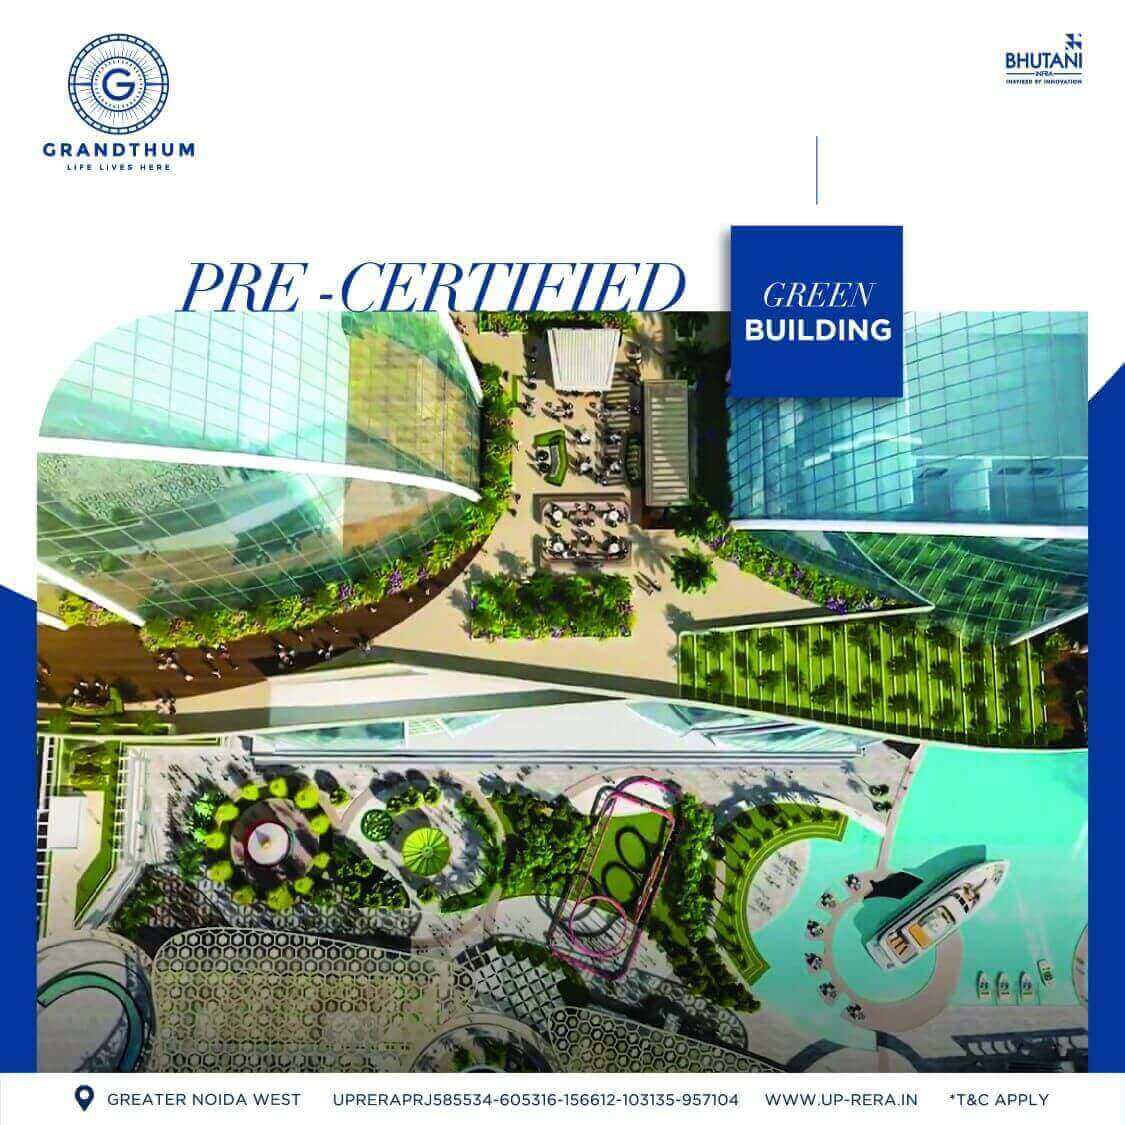 G
GRANDTHUM
LIFE LIVES HERE
BHUTANI
INFRA
INSPIRED BY INNOVATION
PRE-CERTIFIED
GREEN
BUILDING
GREATER NOIDA WEST UPRERAPRJ585534-605316-156612-103135-957104 WWW.UP-RERA.IN *T&C APPLY